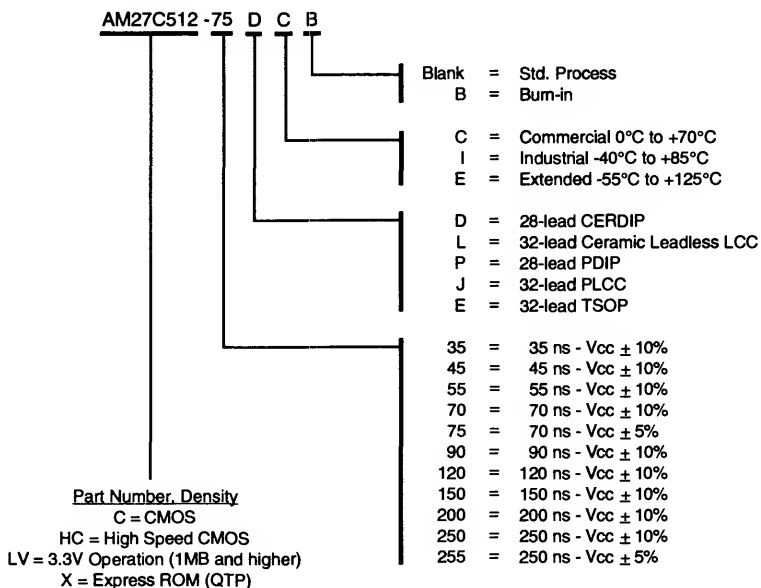 AM27C512 -75 D C B
Blank = Std. Process
B = Burn-in
C = Commercial 0°C to +70°C
I = Industrial -40°C to +85°C
E = Extended -55°C to +125°C
D = 28-lead CERDIP
L = 32-lead Ceramic Leadless LCC
P = 28-lead PDIP
J = 32-lead PLCC
E = 32-lead TSOP
35 = 35 ns - Vcc ± 10%
45 = 45 ns - Vcc ± 10%
55 = 55 ns - Vcc ± 10%
70 = 70 ns - Vcc ± 10%
75 = 70 ns - Vcc ± 5%
90 = 90 ns - Vcc ± 10%
120 = 120 ns - Vcc ± 10%
150 = 150 ns - Vcc ± 10%
200 = 200 ns - Vcc ± 10%
250 = 250 ns - Vcc ± 10%
255 = 250 ns - Vcc ± 5%
Part Number, Density
C = CMOS
HC = High Speed CMOS
LV = 3.3V Operation (1MB and higher)
X = Express ROM (QTP)